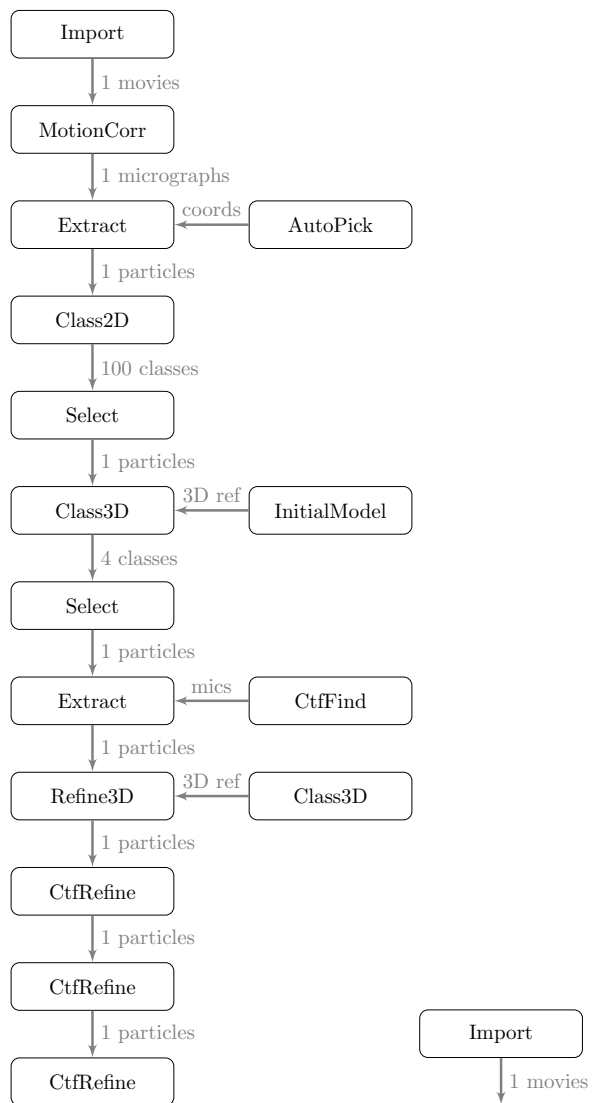 Import
1 movies
MotionCorr
1 micrographs
Extract
coords
AutoPick
1 particles
Class2D
100 classes
Select
1 particles
Class3D
3D ref
InitialModel
4 classes
Select
1 particles
Extract
mics
CtfFind
1 particles
Refine3D
3D ref
Class3D
1 particles
CtfRefine
1 particles
CtfRefine
1 particles
CtfRefine
Import
1 movies